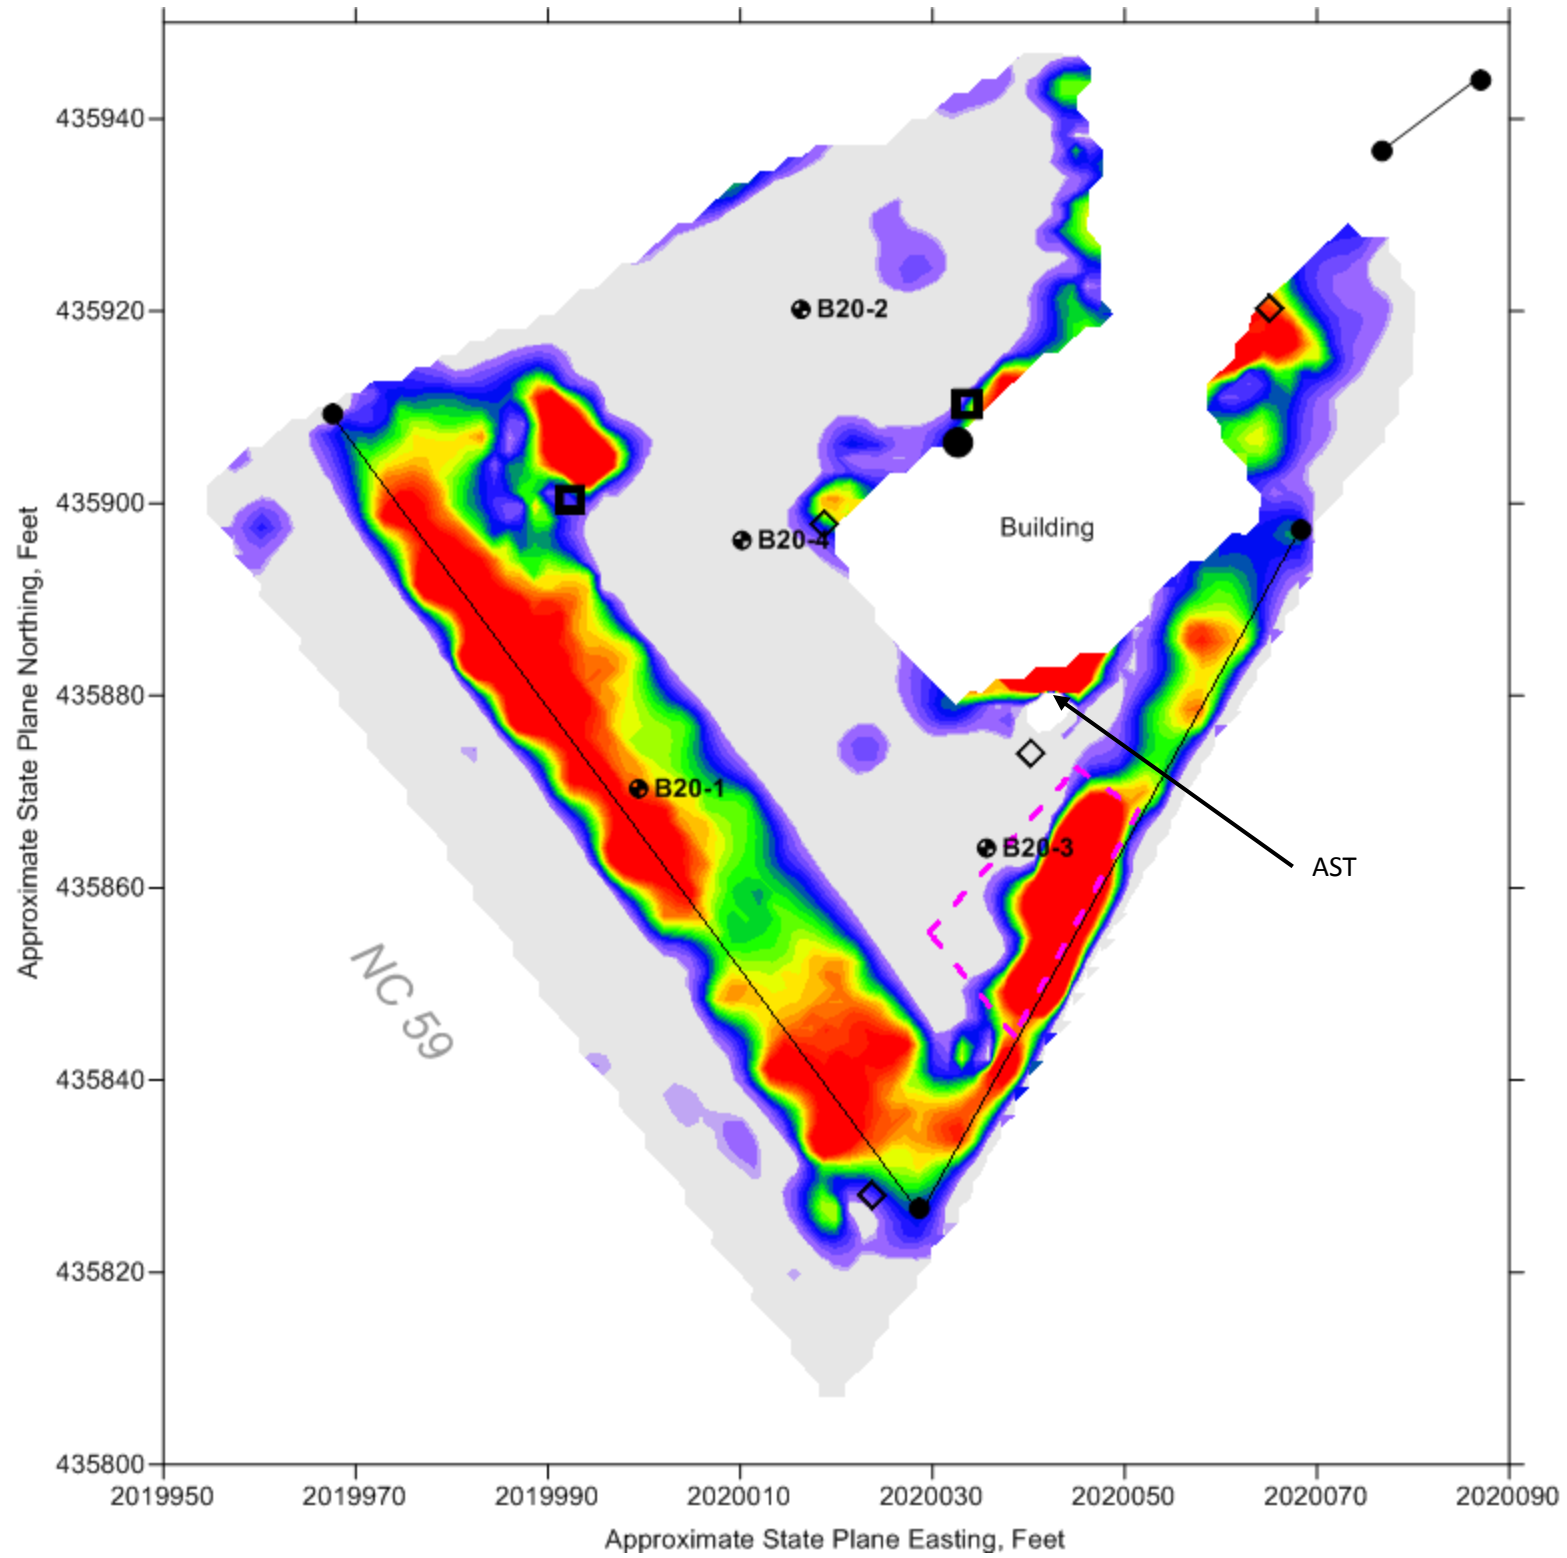 Approximate State Plane Northing, Feet
435940
435920
435900
435880
435860
435840
435820
435800
B20-2
B20-4
Building
B20-1
B20-3
AST
NC 59
2019950 2019970 2019990 2020010 2020030 2020050 2020070 2020090
Approximate State Plane Easting, Feet